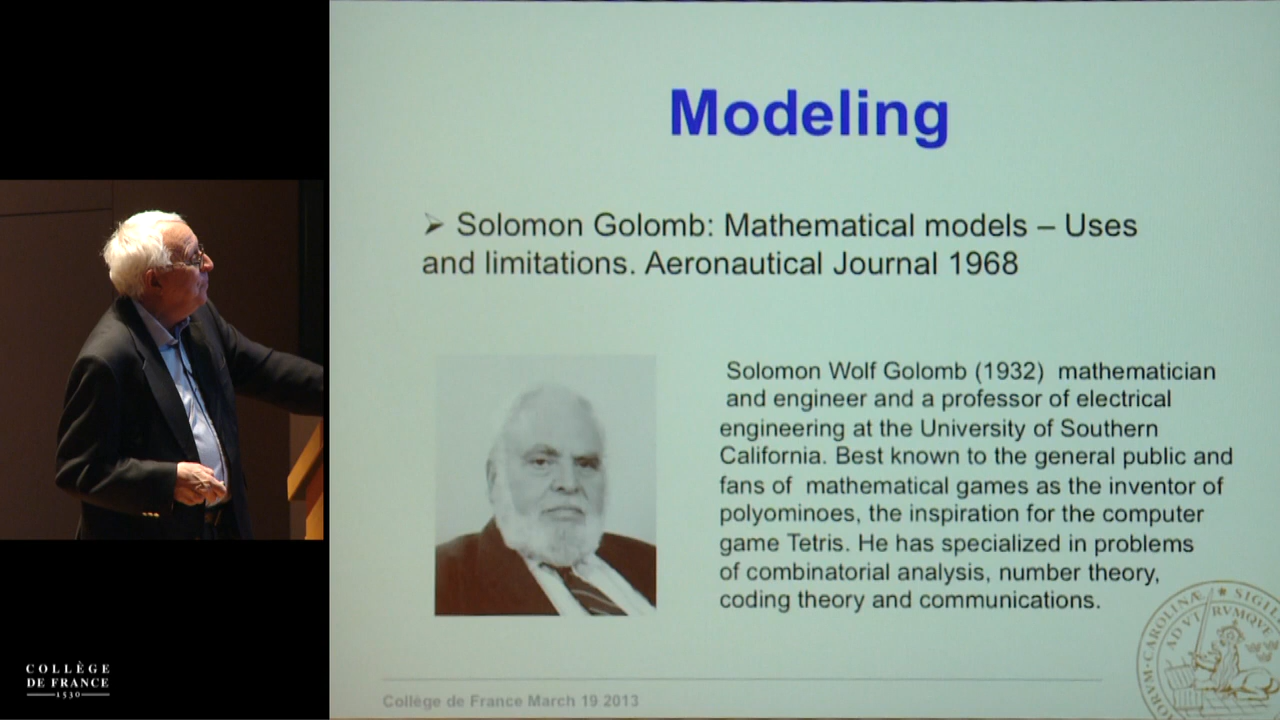 Modeling
➢ Solomon Golomb: Mathematical models – Uses
and limitations. Aeronautical Journal 1968
Solomon Wolf Golomb (1932) mathematician
and engineer and a professor of electrical
engineering at the University of Southern
California. Best known to the general public and
fans of mathematical games as the inventor of
polyominoes, the inspiration for the computer
game Tetris. He has specialized in problems
of combinatorial analysis, number theory,
coding theory and communications.
CAROLINÆ
SIGIL
AD VTRVMQVE
Collège de France March 19 2013
COLLÈGE
DE FRANCE
1530